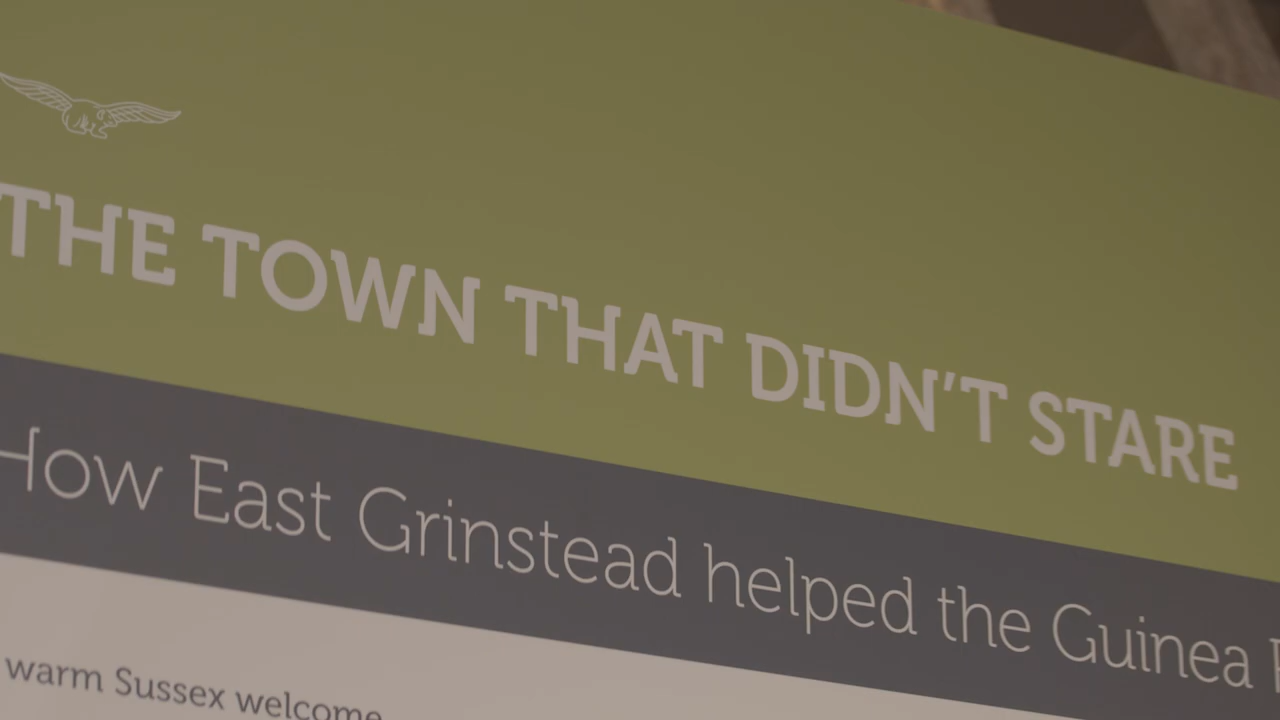 THE TOWN THAT DIDN'T STARE
How East Grinstead helped the Guinea
warm Sussex welcome